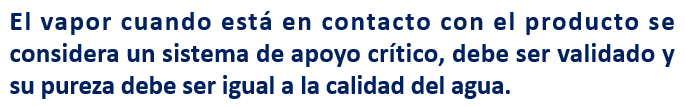 El vapor cuando está en contacto con el producto se
considera un sistema de apoyo crítico, debe ser validado y
su pureza debe ser igual a la calidad del agua.